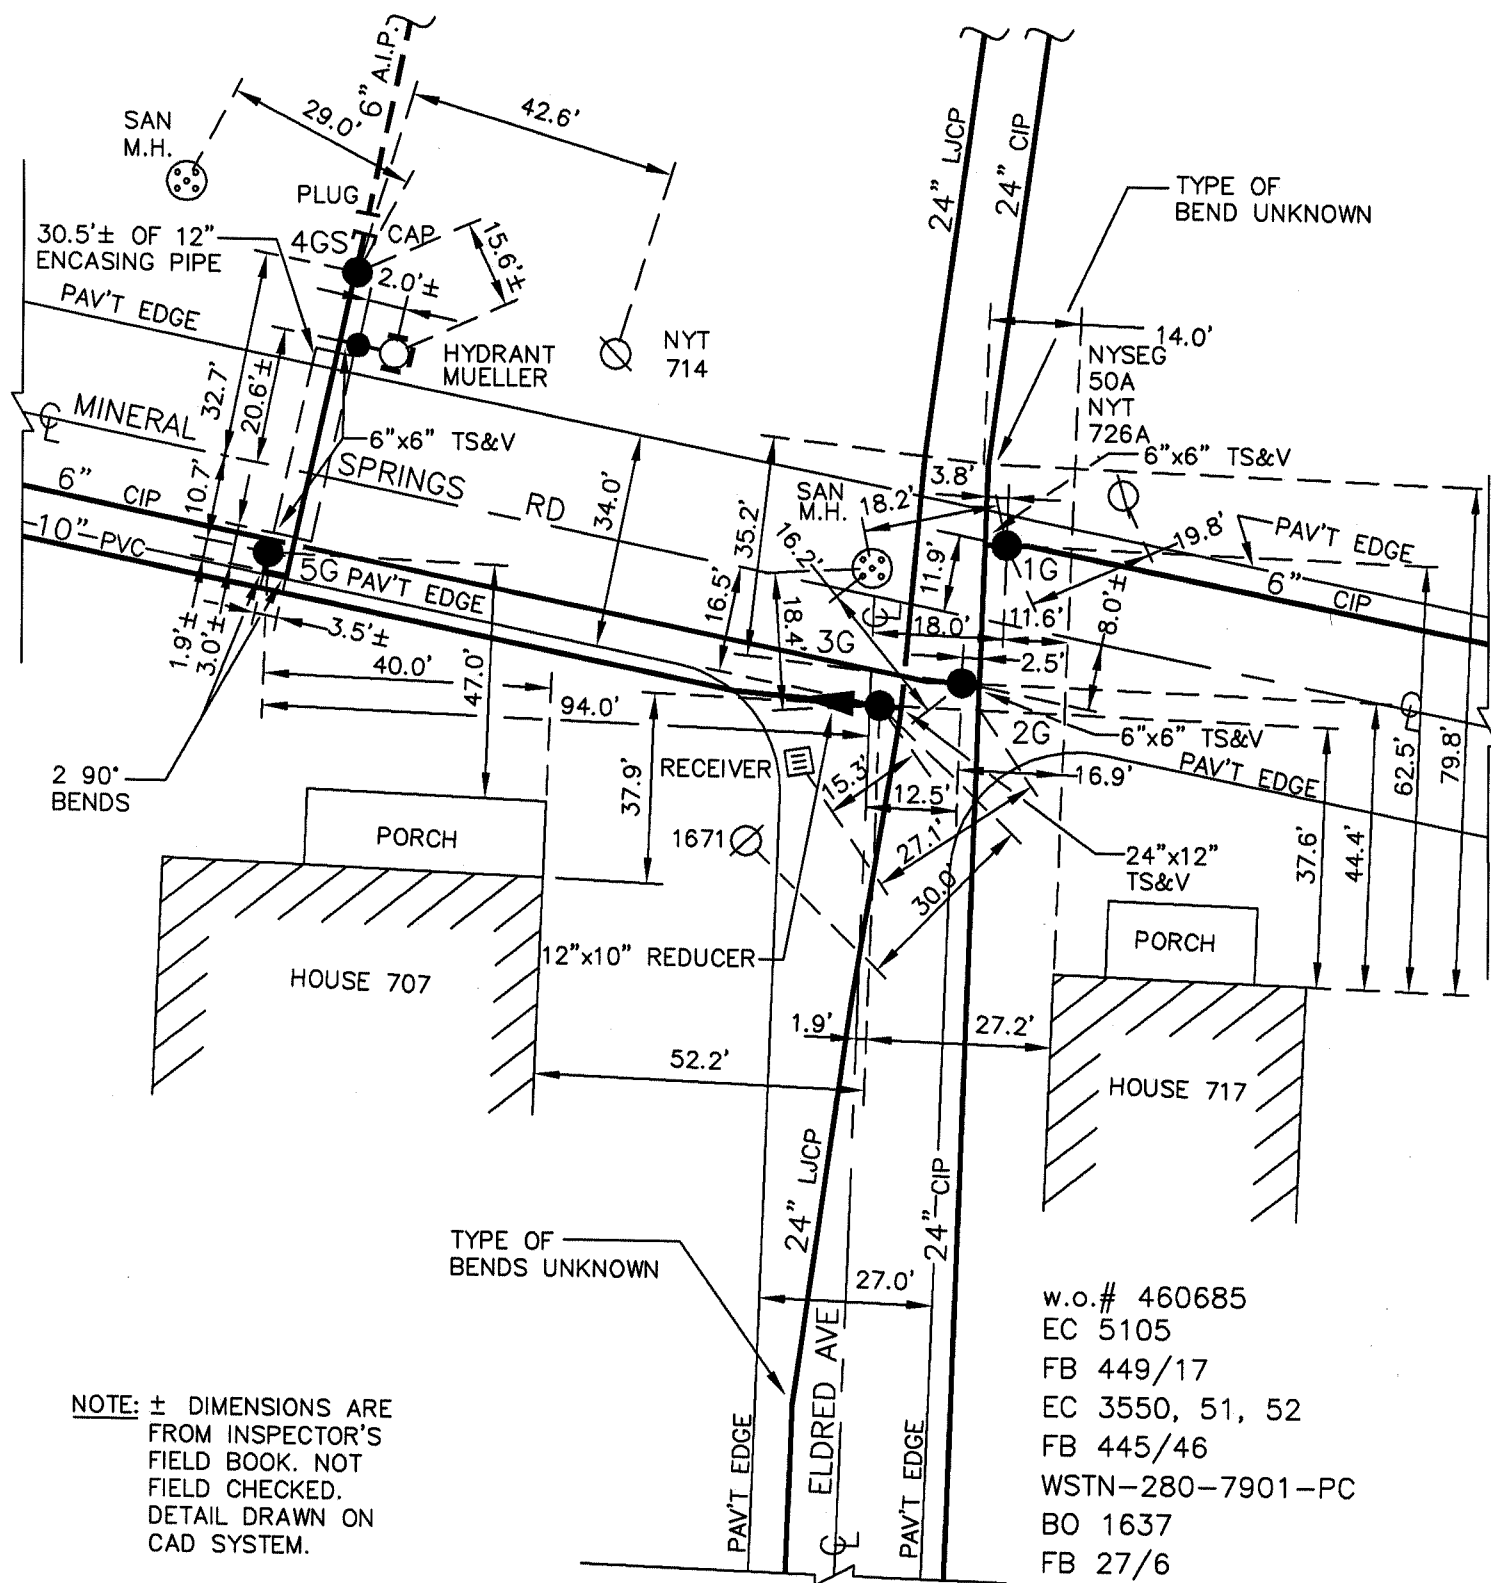 6" A.I.P.
29.0'
42.6'
SAN
M.H.
24" LJCP
24" CIP
TYPE OF
BEND UNKNOWN
PLUG
30.5'± OF 12"
ENCASING PIPE
4GS
CAP
15.6'±
2.0'±
PAV'T EDGE
HYDRANT
MUELLER
NYT
714
14.0'
NYSEG
50A
NYT
726A
32.7'
20.6'±
℄ MINERAL
6"x6" TS&V
6"x6" TS&V
SPRINGS
RD
34.0'
35.2'
3.8'
SAN
M.H.
18.2'
6"
CIP
10.7'
10" PVC
16.2'
19.8'
PAV'T EDGE
5G
PAV'T EDGE
16.5'
18.4'
11.9'
1G
6"
CIP
℄
18.0'
11.6'
8.0'±
1.9'±
3.0'±
3.5'±
3G
2.5'
40.0'
47.0'
94.0'
2G
6"x6" TS&V
℄
62.5'
79.8'
2 90°
BENDS
37.9'
RECEIVER
15.3'
12.5'
16.9'
PAV'T EDGE
PORCH
1671
27.1'
30.0'
24"x12"
TS&V
37.6'
44.4'
12"x10" REDUCER
PORCH
HOUSE 707
1.9'
27.2'
52.2'
HOUSE 717
24" LJCP
24" CIP
TYPE OF
BENDS UNKNOWN
27.0'
ELDRED AVE
PAV'T EDGE
℄
PAV'T EDGE
w.o.# 460685
EC 5105
FB 449/17
EC 3550, 51, 52
FB 445/46
WSTN-280-7901-PC
BO 1637
FB 27/6
NOTE: ± DIMENSIONS ARE
FROM INSPECTOR'S
FIELD BOOK. NOT
FIELD CHECKED.
DETAIL DRAWN ON
CAD SYSTEM.